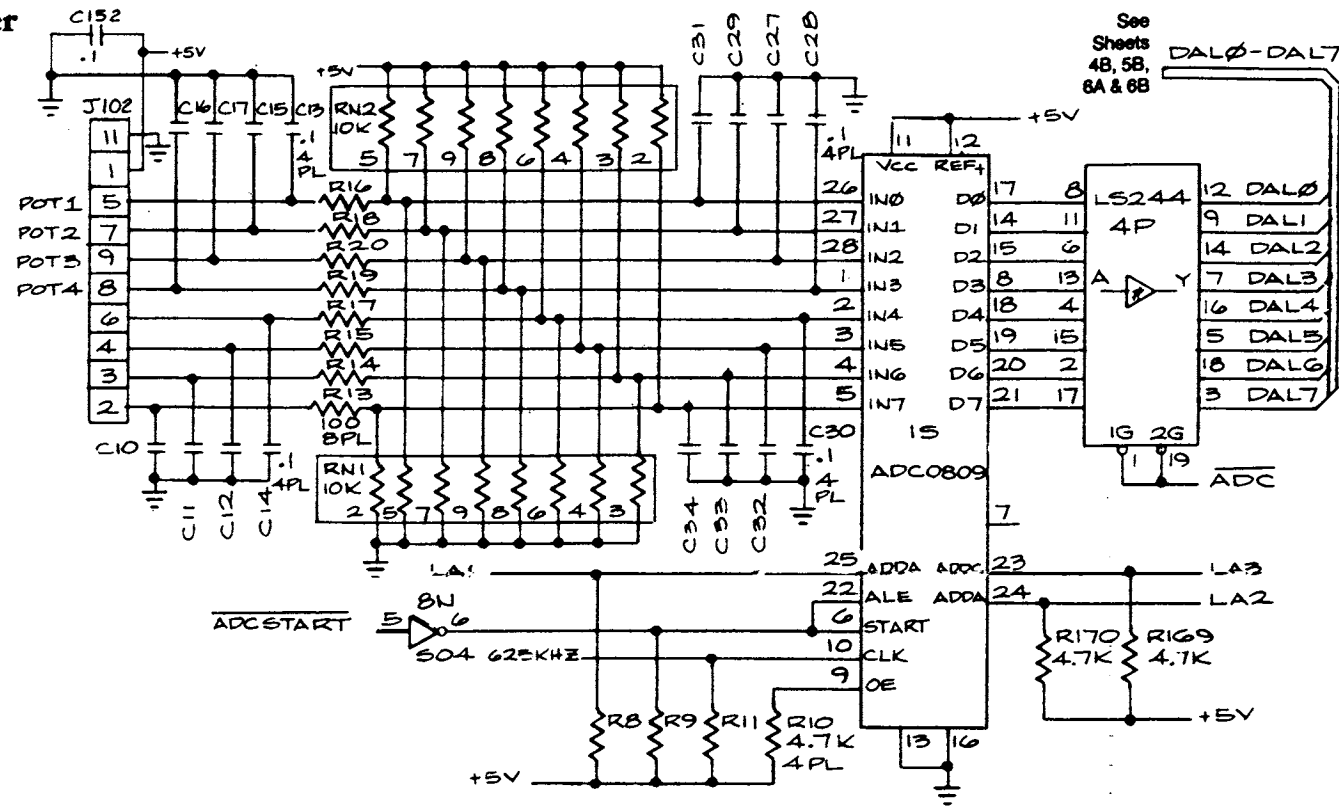 er
C152
.1
+5V
J102
C16
C17
C15
C13
.1
4
PL
11
1
POT1 5
POT2 7
POT3 9
POT4 8
6
4
3
2
C10
C11
C12
C14
.1
4PL
+5V
RN2
10K
5 7 9 8 6 4 3 2
R16
R18
R20
R19
R17
R15
R14
R13
100
8PL
RN1
10K
2 5 7 9 8 6 4 3
C31
C29
C27
C28
.1
4PL
C34
C33
C32
C30
.1
4
PL
+5V
11 12
VCC REF+
26 IN0 D0 17
27 IN1 D1 14
28 IN2 D2 15
1 IN3 D3 8
2 IN4 D4 18
3 IN5 D5 19
4 IN6 D6 20
5 IN7 D7 21
ADC0809
7
LA1
25 ADDA ADDC 23
22 ALE ADDA 24
6 START
10 CLK
9 OE
13 16
LA3
LA2
8N
ADCSTART 5 6
S04 625KHZ
R8
R9
R11
R10
4.7K
4PL
+5V
R170
4.7K
R169
4.7K
+5V
See
Sheets
4B, 5B,
6A & 6B
DALØ-DAL7
LS244
4P
8 12 DALØ
11 9 DAL1
6 14 DAL2
13 A Y 7 DAL3
4 16 DAL4
15 5 DAL5
2 18 DAL6
17 3 DAL7
1G 2G
1 19
ADC